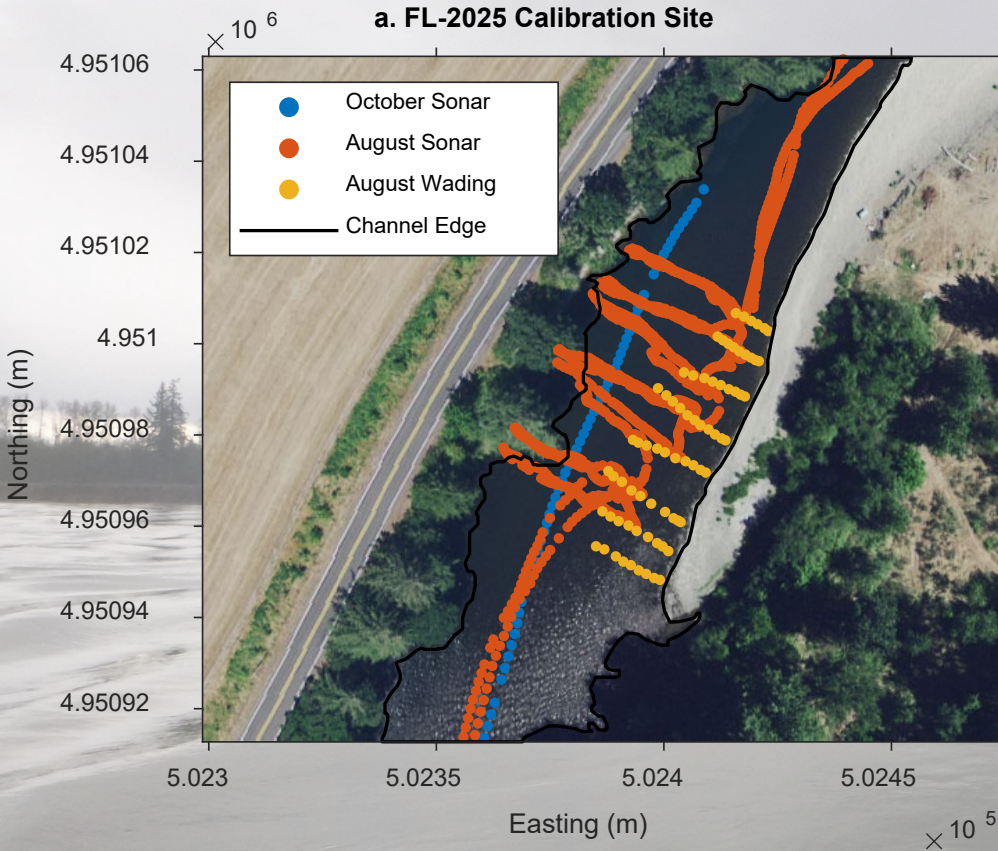 a. FL-2025 Calibration Site
× 10 6
4.95106
4.95104
4.95102
4.951
4.95098
4.95096
4.95094
4.95092
Northing (m)
October Sonar
August Sonar
August Wading
Channel Edge
5.023
5.0235
5.024
5.0245
Easting (m)
× 10 5